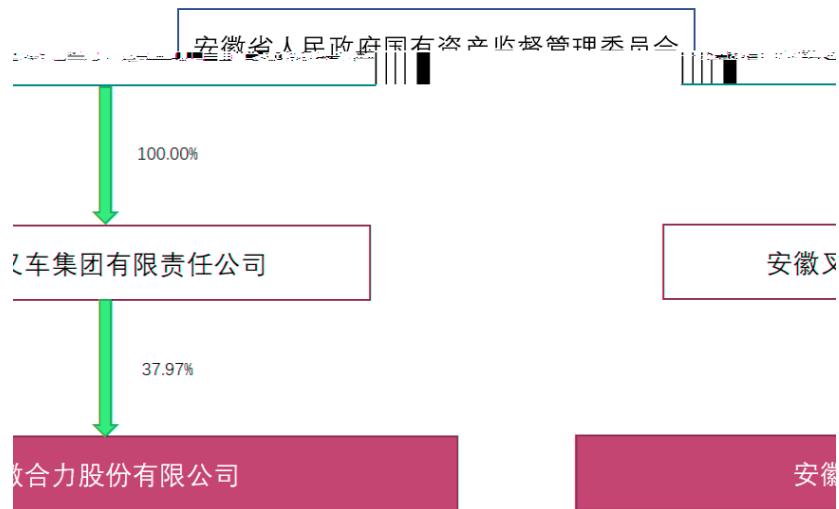 安徽省人民政府国有资产监督管理委员会
100.00%
叉车集团有限责任公司
安徽叉
37.97%
合力股份有限公司
安徽